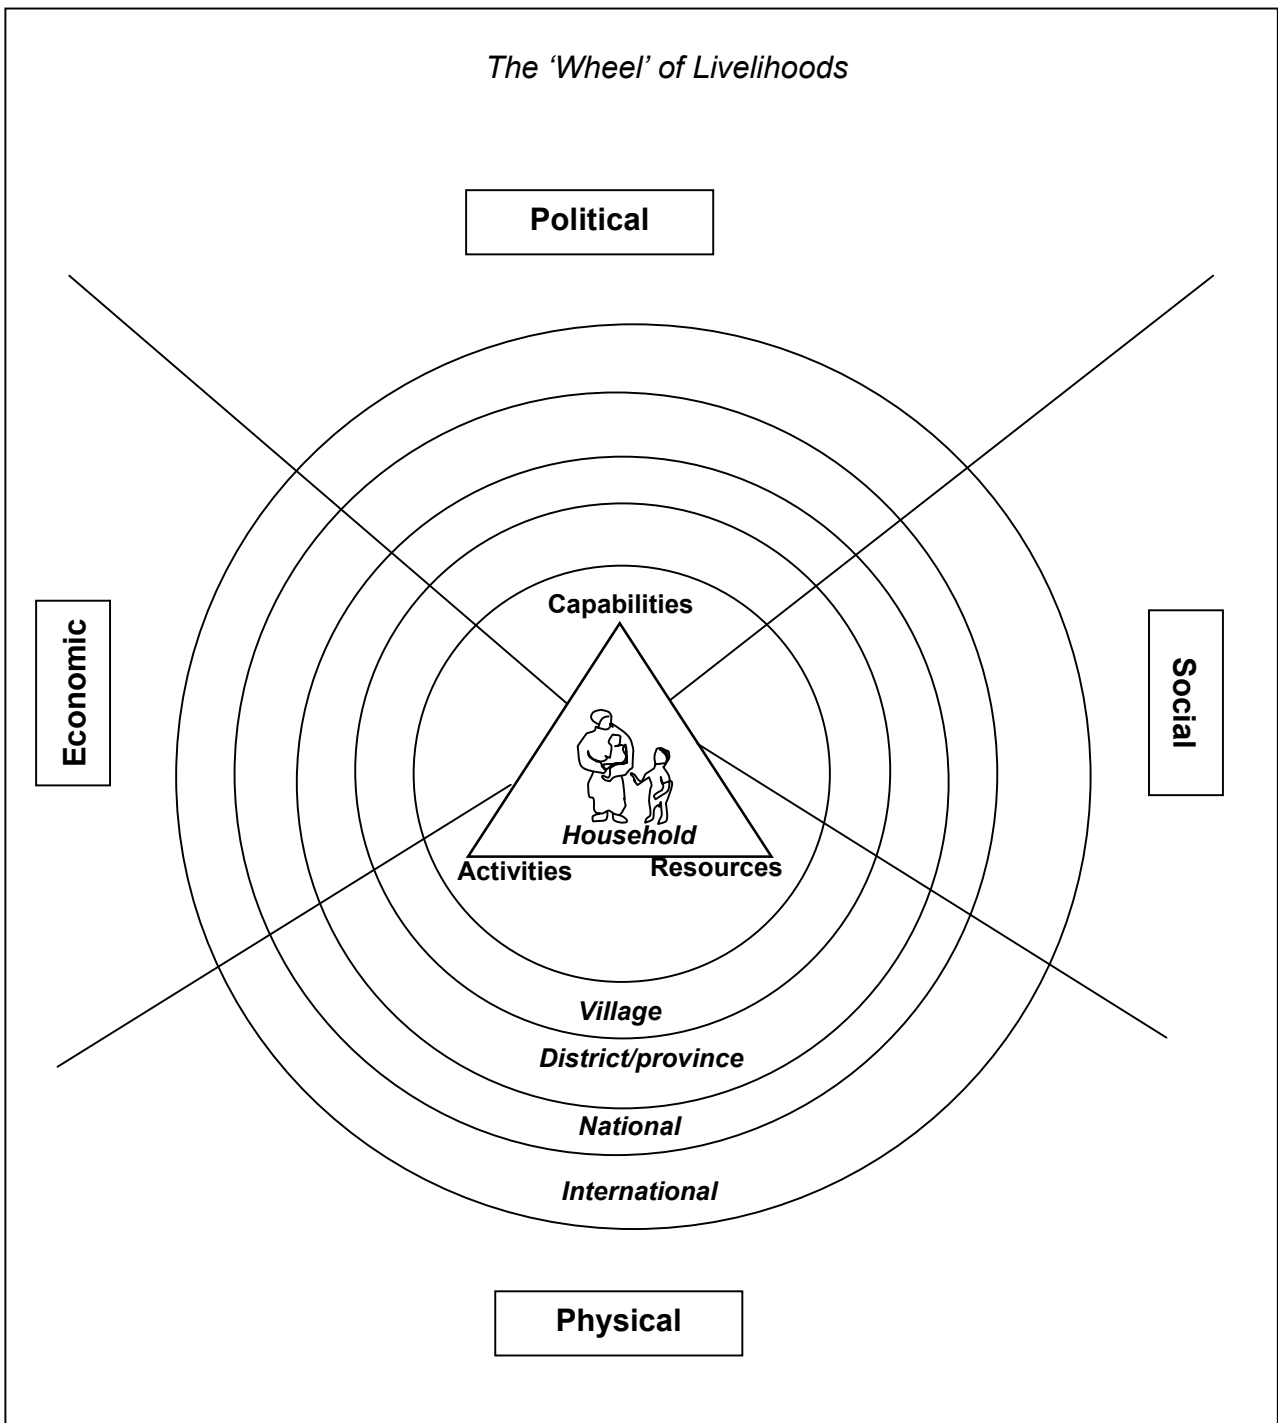 The ‘Wheel’ of Livelihoods
Political
Economic
Social
Capabilities
Household
Activities
Resources
Village
District/province
National
International
Physical